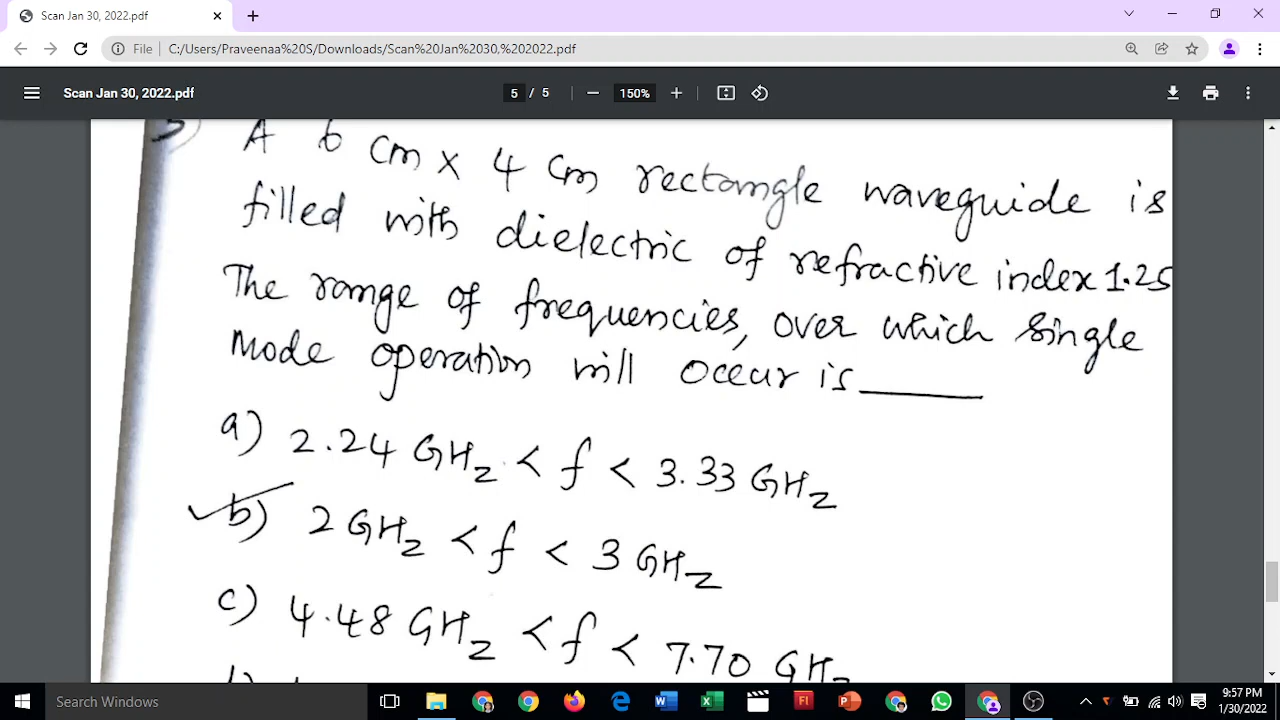 Scan Jan 30, 2022.pdf
File C:/Users/Praveenaa%20S/Downloads/Scan%20Jan%2030,%202022.pdf
Scan Jan 30, 2022.pdf 5 / 5 150%
A 6 cm x 4 cm rectangle waveguide is
filled with dielectric of refractive index 1.25
The range of frequencies, over which single
mode operation will occur is ______
a) 2.24 GHz < f < 3.33 GHz
b) 2 GHz < f < 3 GHz
c) 4.48 GHz < f < 7.70 GHz
Search Windows
9:57 PM
1/30/2022